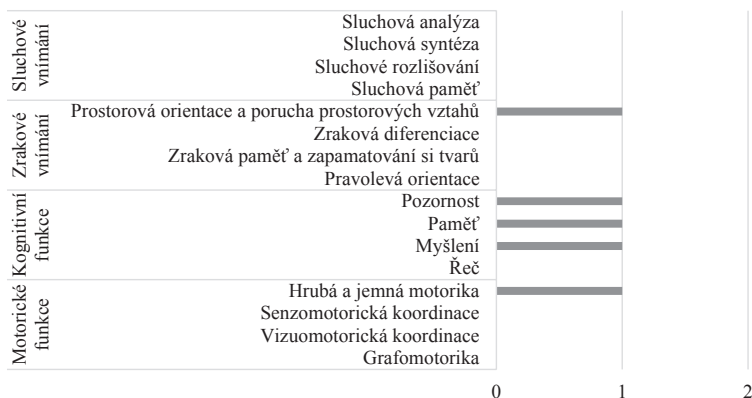 Sluchové
vnímání
Sluchová analýza
Sluchová syntéza
Sluchové rozlišování
Sluchová paměť
Zrakové
vnímání
Prostorová orientace a porucha prostorových vztahů
Zraková diferenciace
Zraková paměť a zapamatování si tvarů
Pravolevá orientace
Kognitivní
funkce
Pozornost
Paměť
Myšlení
Řeč
Motorické
funkce
Hrubá a jemná motorika
Senzomotorická koordinace
Vizuomotorická koordinace
Grafomotorika
0 1 2